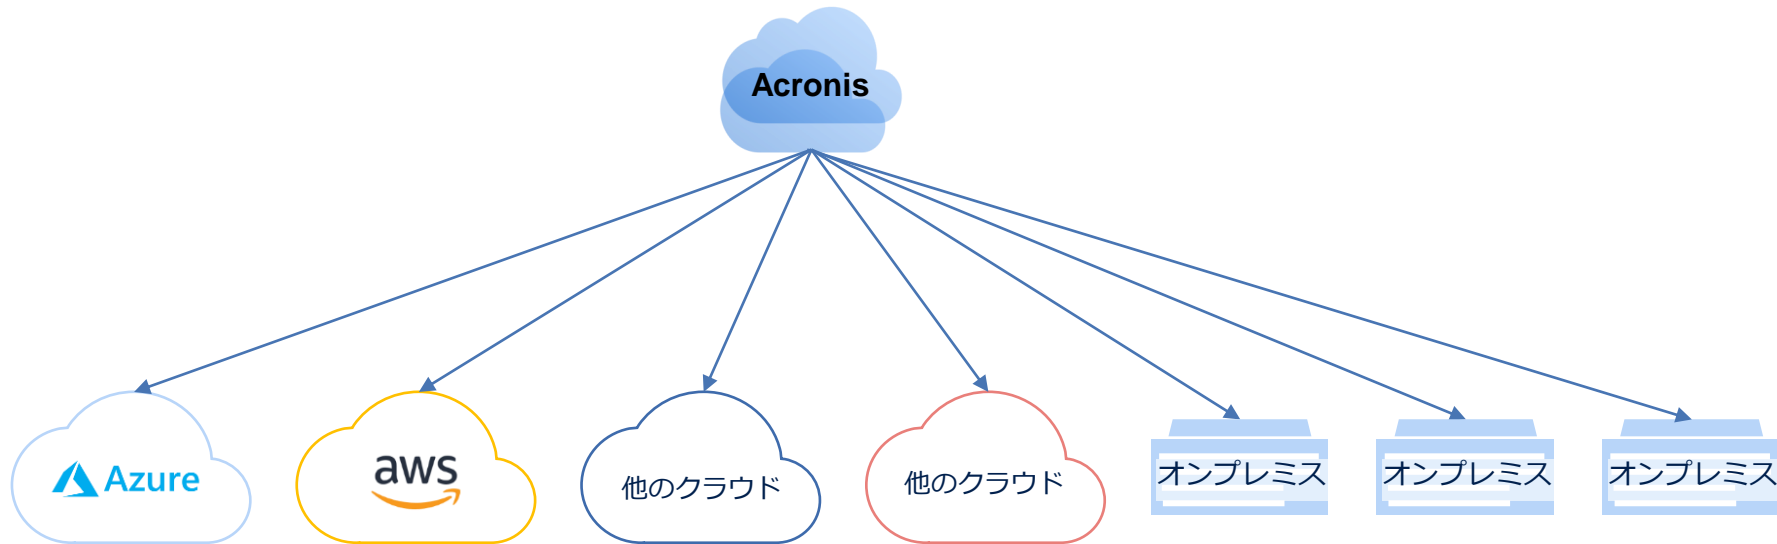 Acronis
Azure
aws
他のクラウド
他のクラウド
オンプレミス
オンプレミス
オンプレミス